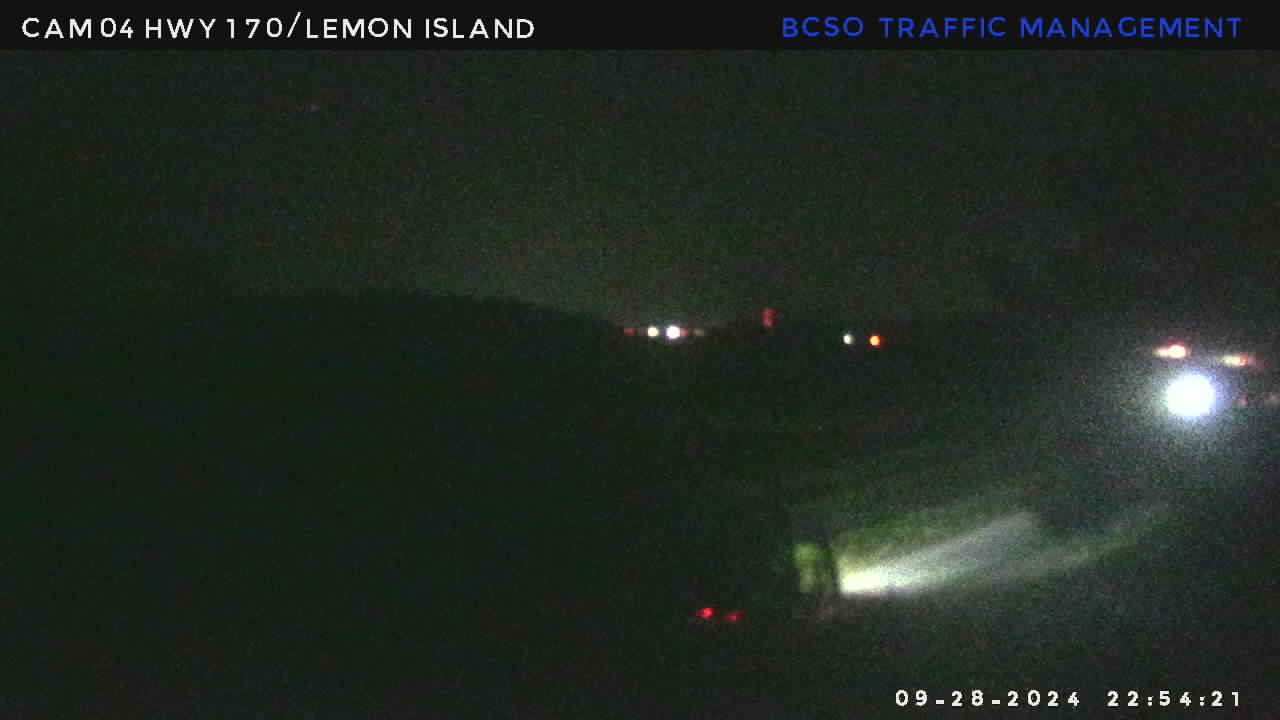 CAM04 HWY 170/LEMON ISLAND
BCSO TRAFFIC MANAGEMENT
09-28-2024 22:54:21